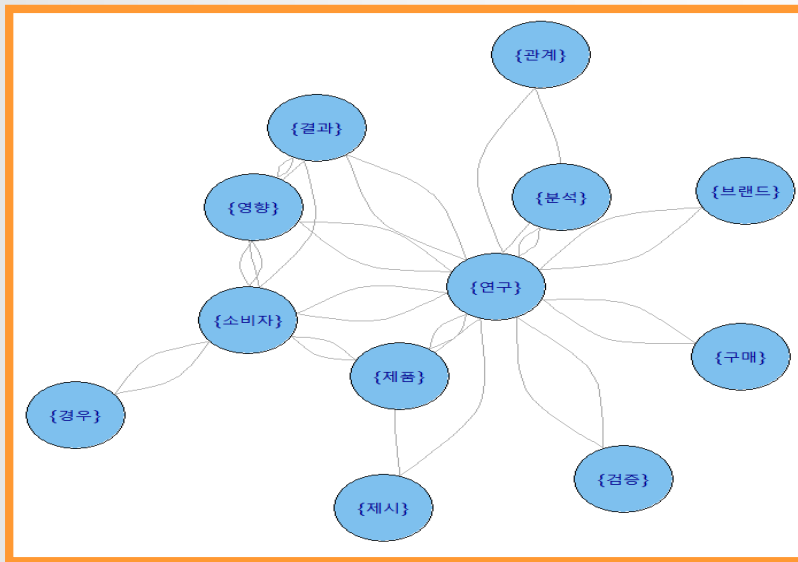 {관계}
{결과}
{분석}
{브랜드}
{영향}
{연구}
{소비자}
{구매}
{제품}
{경우}
{검증}
{제시}